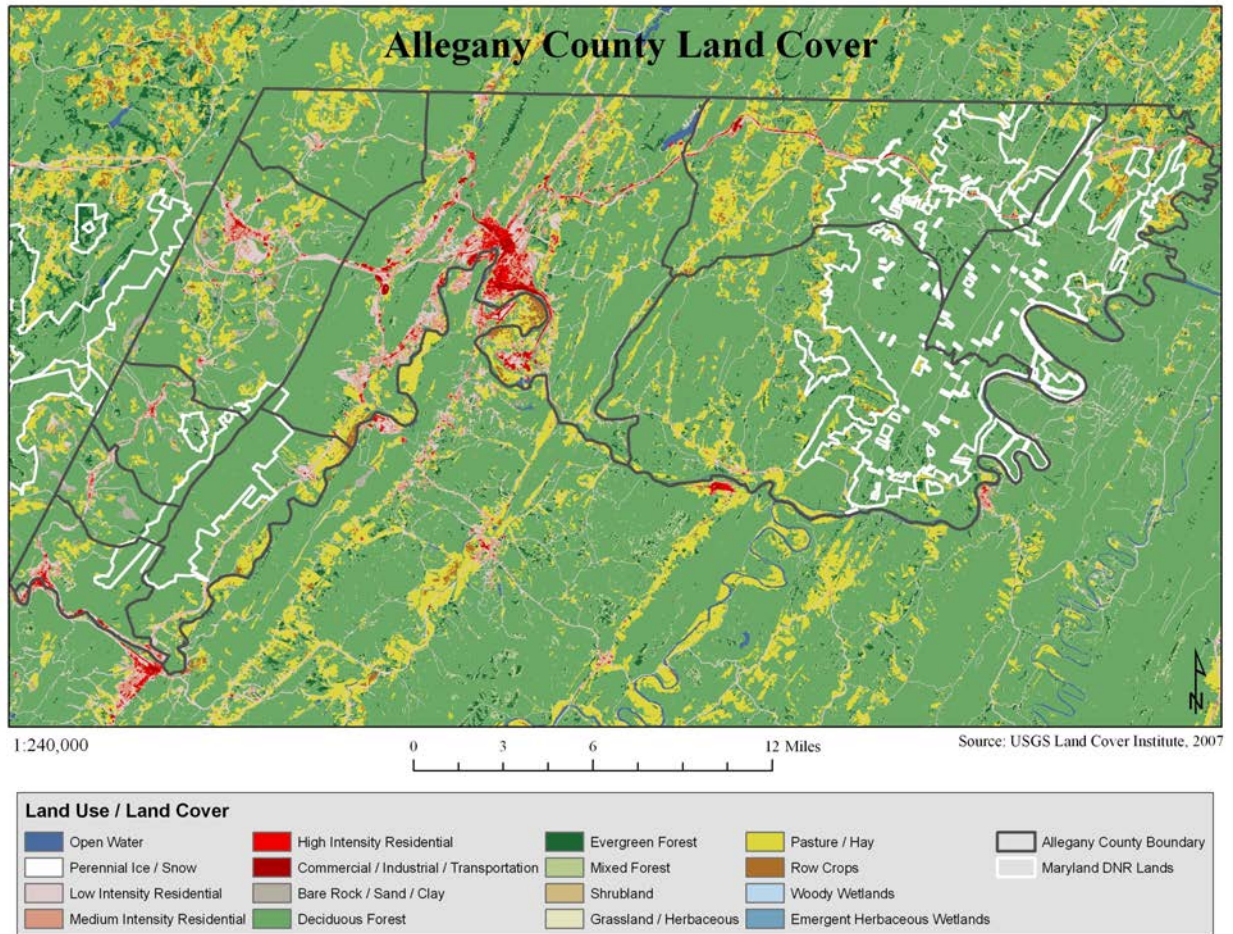 Allegany County Land Cover
N
1:240,000
0 3 6 12 Miles
Source: USGS Land Cover Institute, 2007
Land Use / Land Cover
Open Water
Perennial Ice / Snow
Low Intensity Residential
Medium Intensity Residential
High Intensity Residential
Commercial / Industrial / Transportation
Bare Rock / Sand / Clay
Deciduous Forest
Evergreen Forest
Mixed Forest
Shrubland
Grassland / Herbaceous
Pasture / Hay
Row Crops
Woody Wetlands
Emergent Herbaceous Wetlands
Allegany County Boundary
Maryland DNR Lands